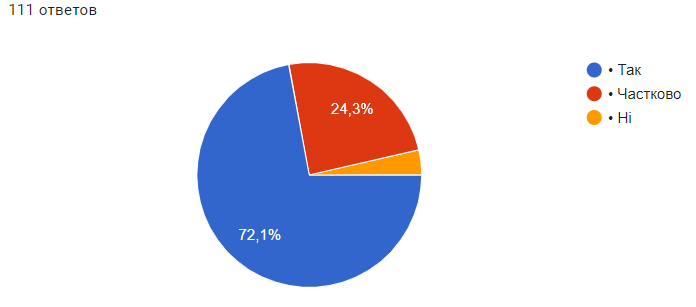 111 ответов
• Так
• Частково
• Ні
24,3%
72,1%